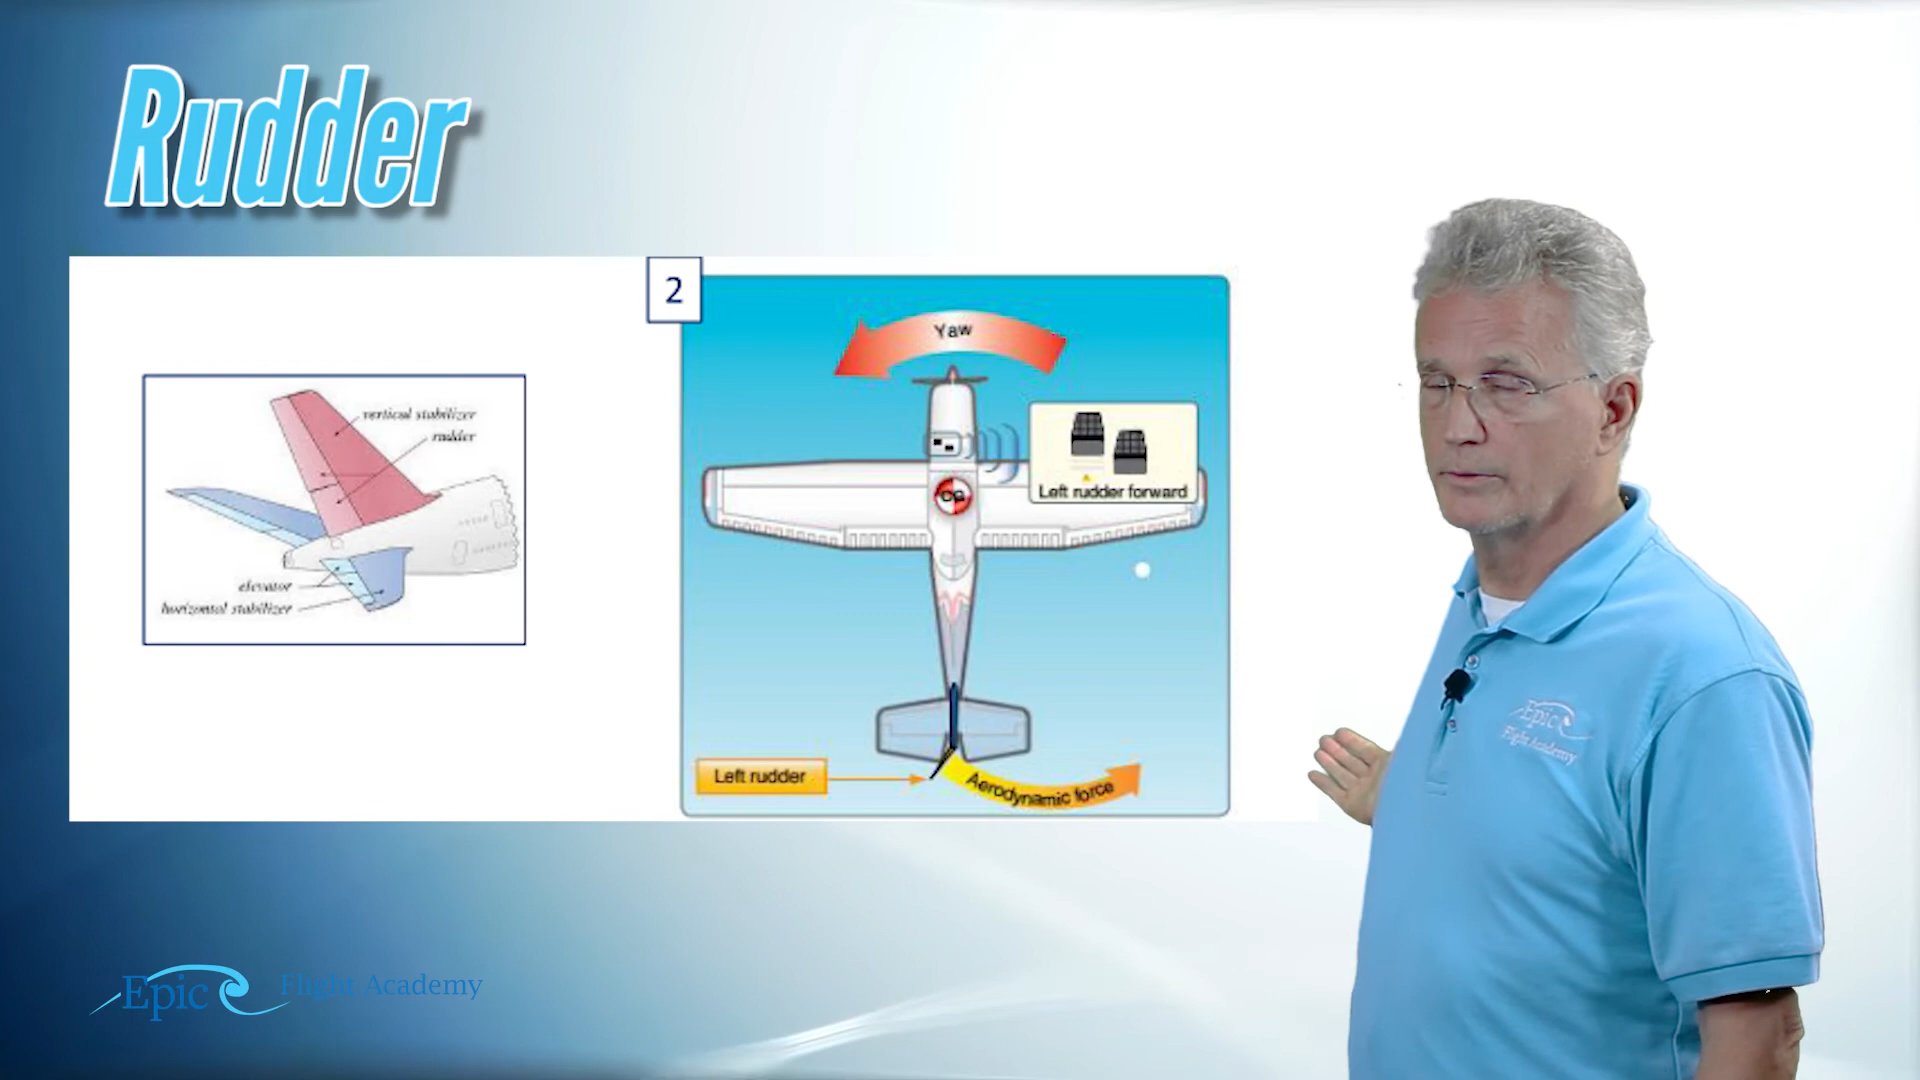 Rudder
vertical stabilizer
rudder
elevator
horizontal stabilizer
2
Yaw
CG
Left rudder forward
Left rudder
Aerodynamic force
Epic
Flight Academy
Epic Flight Academy